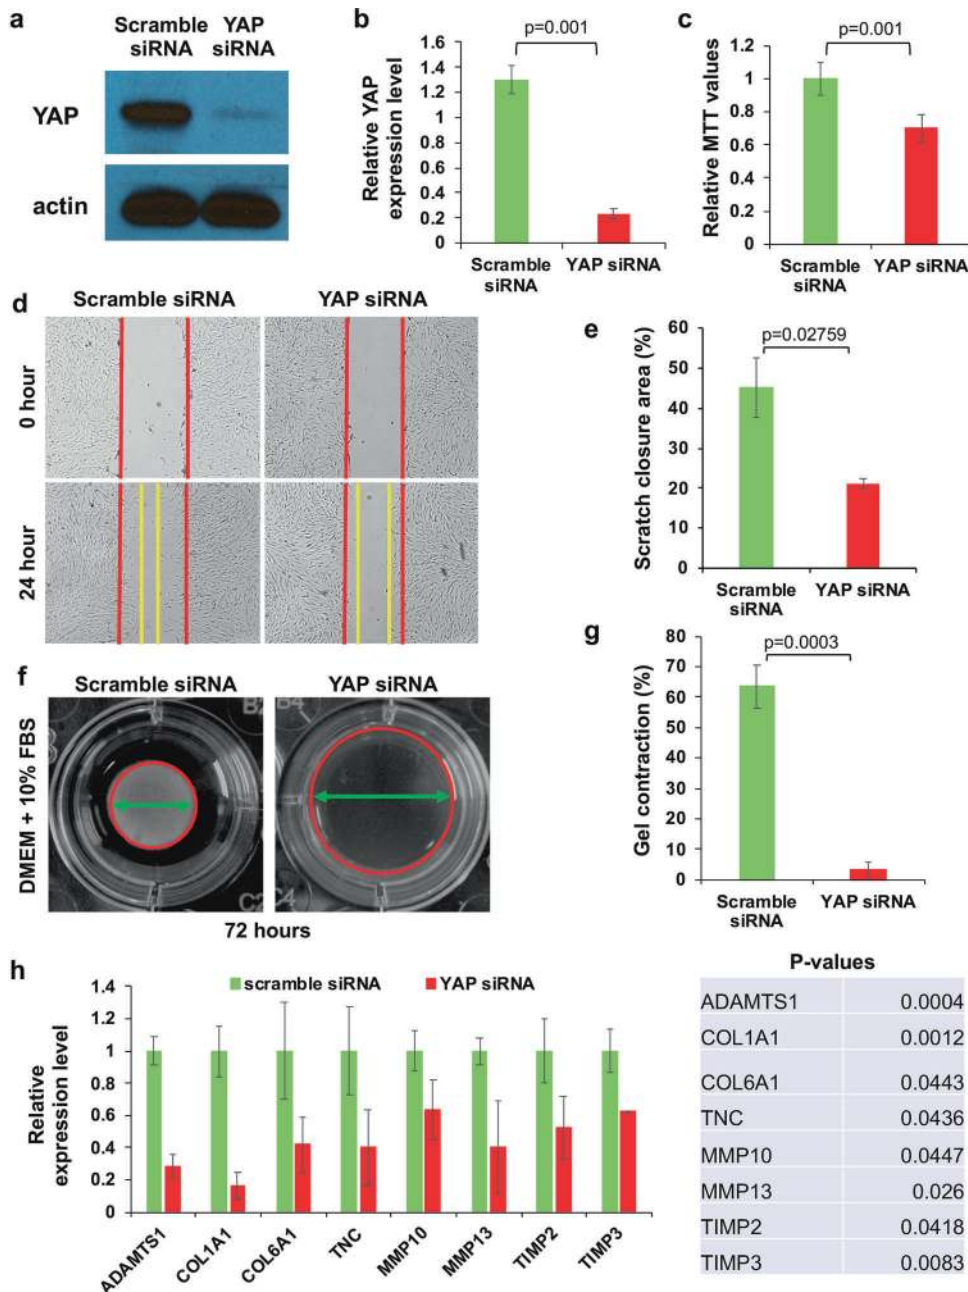 a
Scramble siRNA
YAP siRNA
YAP
actin
b
p=0.001
Relative YAP expression level
1.6
1.4
1.2
1
1.8
1.6
1.4
0.2
0
Scramble siRNA
YAP siRNA
c
p=0.001
Relative MTT values
1.2
1
0.8
0.6
0.4
0.2
0
Scramble siRNA
YAP siRNA
d
Scramble siRNA
YAP siRNA
0 hour
24 hour
e
p=0.02759
Scratch closure area (%)
60
50
40
30
20
10
0
Scramble siRNA
YAP siRNA
f
Scramble siRNA
YAP siRNA
DMEM + 10% FBS
B4
C2
C4
72 hours
g
p=0.0003
Gel contraction (%)
80
70
60
50
40
30
20
10
0
Scramble siRNA
YAP siRNA
h
scramble siRNA
YAP siRNA
Relative expression level
1.4
1.2
1
0.8
0.6
0.4
0.2
0
ADAMTS1
COL1A1
COL6A1
TNC
MMP10
MMP13
TIMP2
TIMP3
P-values
ADAMTS1 0.0004
COL1A1 0.0012
COL6A1 0.0443
TNC 0.0436
MMP10 0.0447
MMP13 0.026
TIMP2 0.0418
TIMP3 0.0083